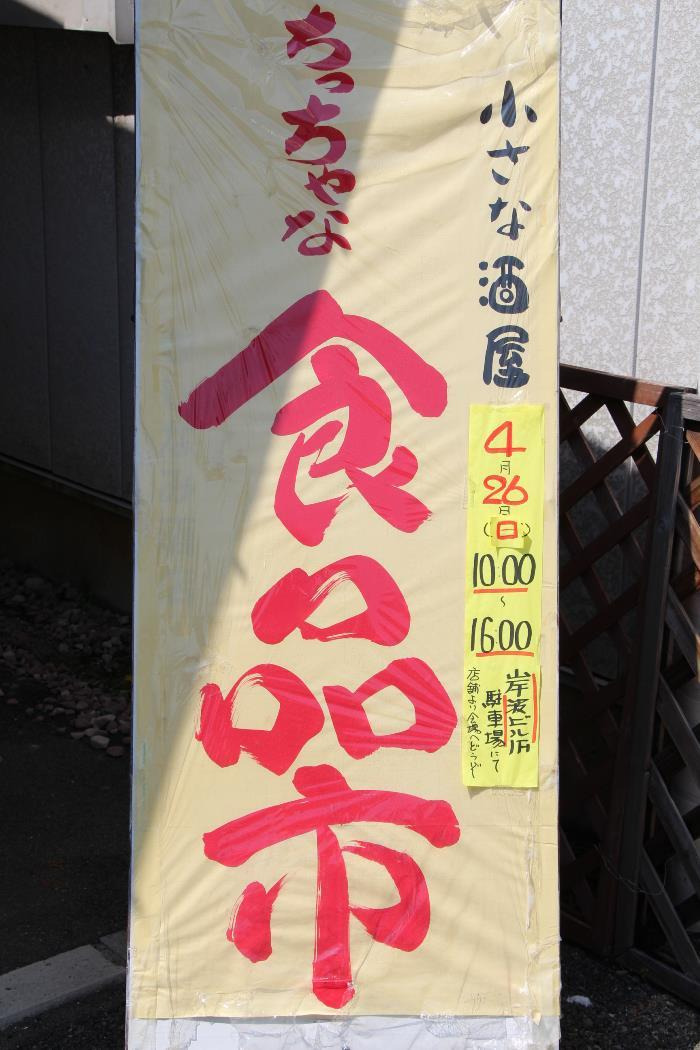 小さな酒屋
ちっちゃな
食品市
4月
26日
(日)
10:00
〜
16:00
岸波ビル
駐車場にて
店舗より会場へどうぞ